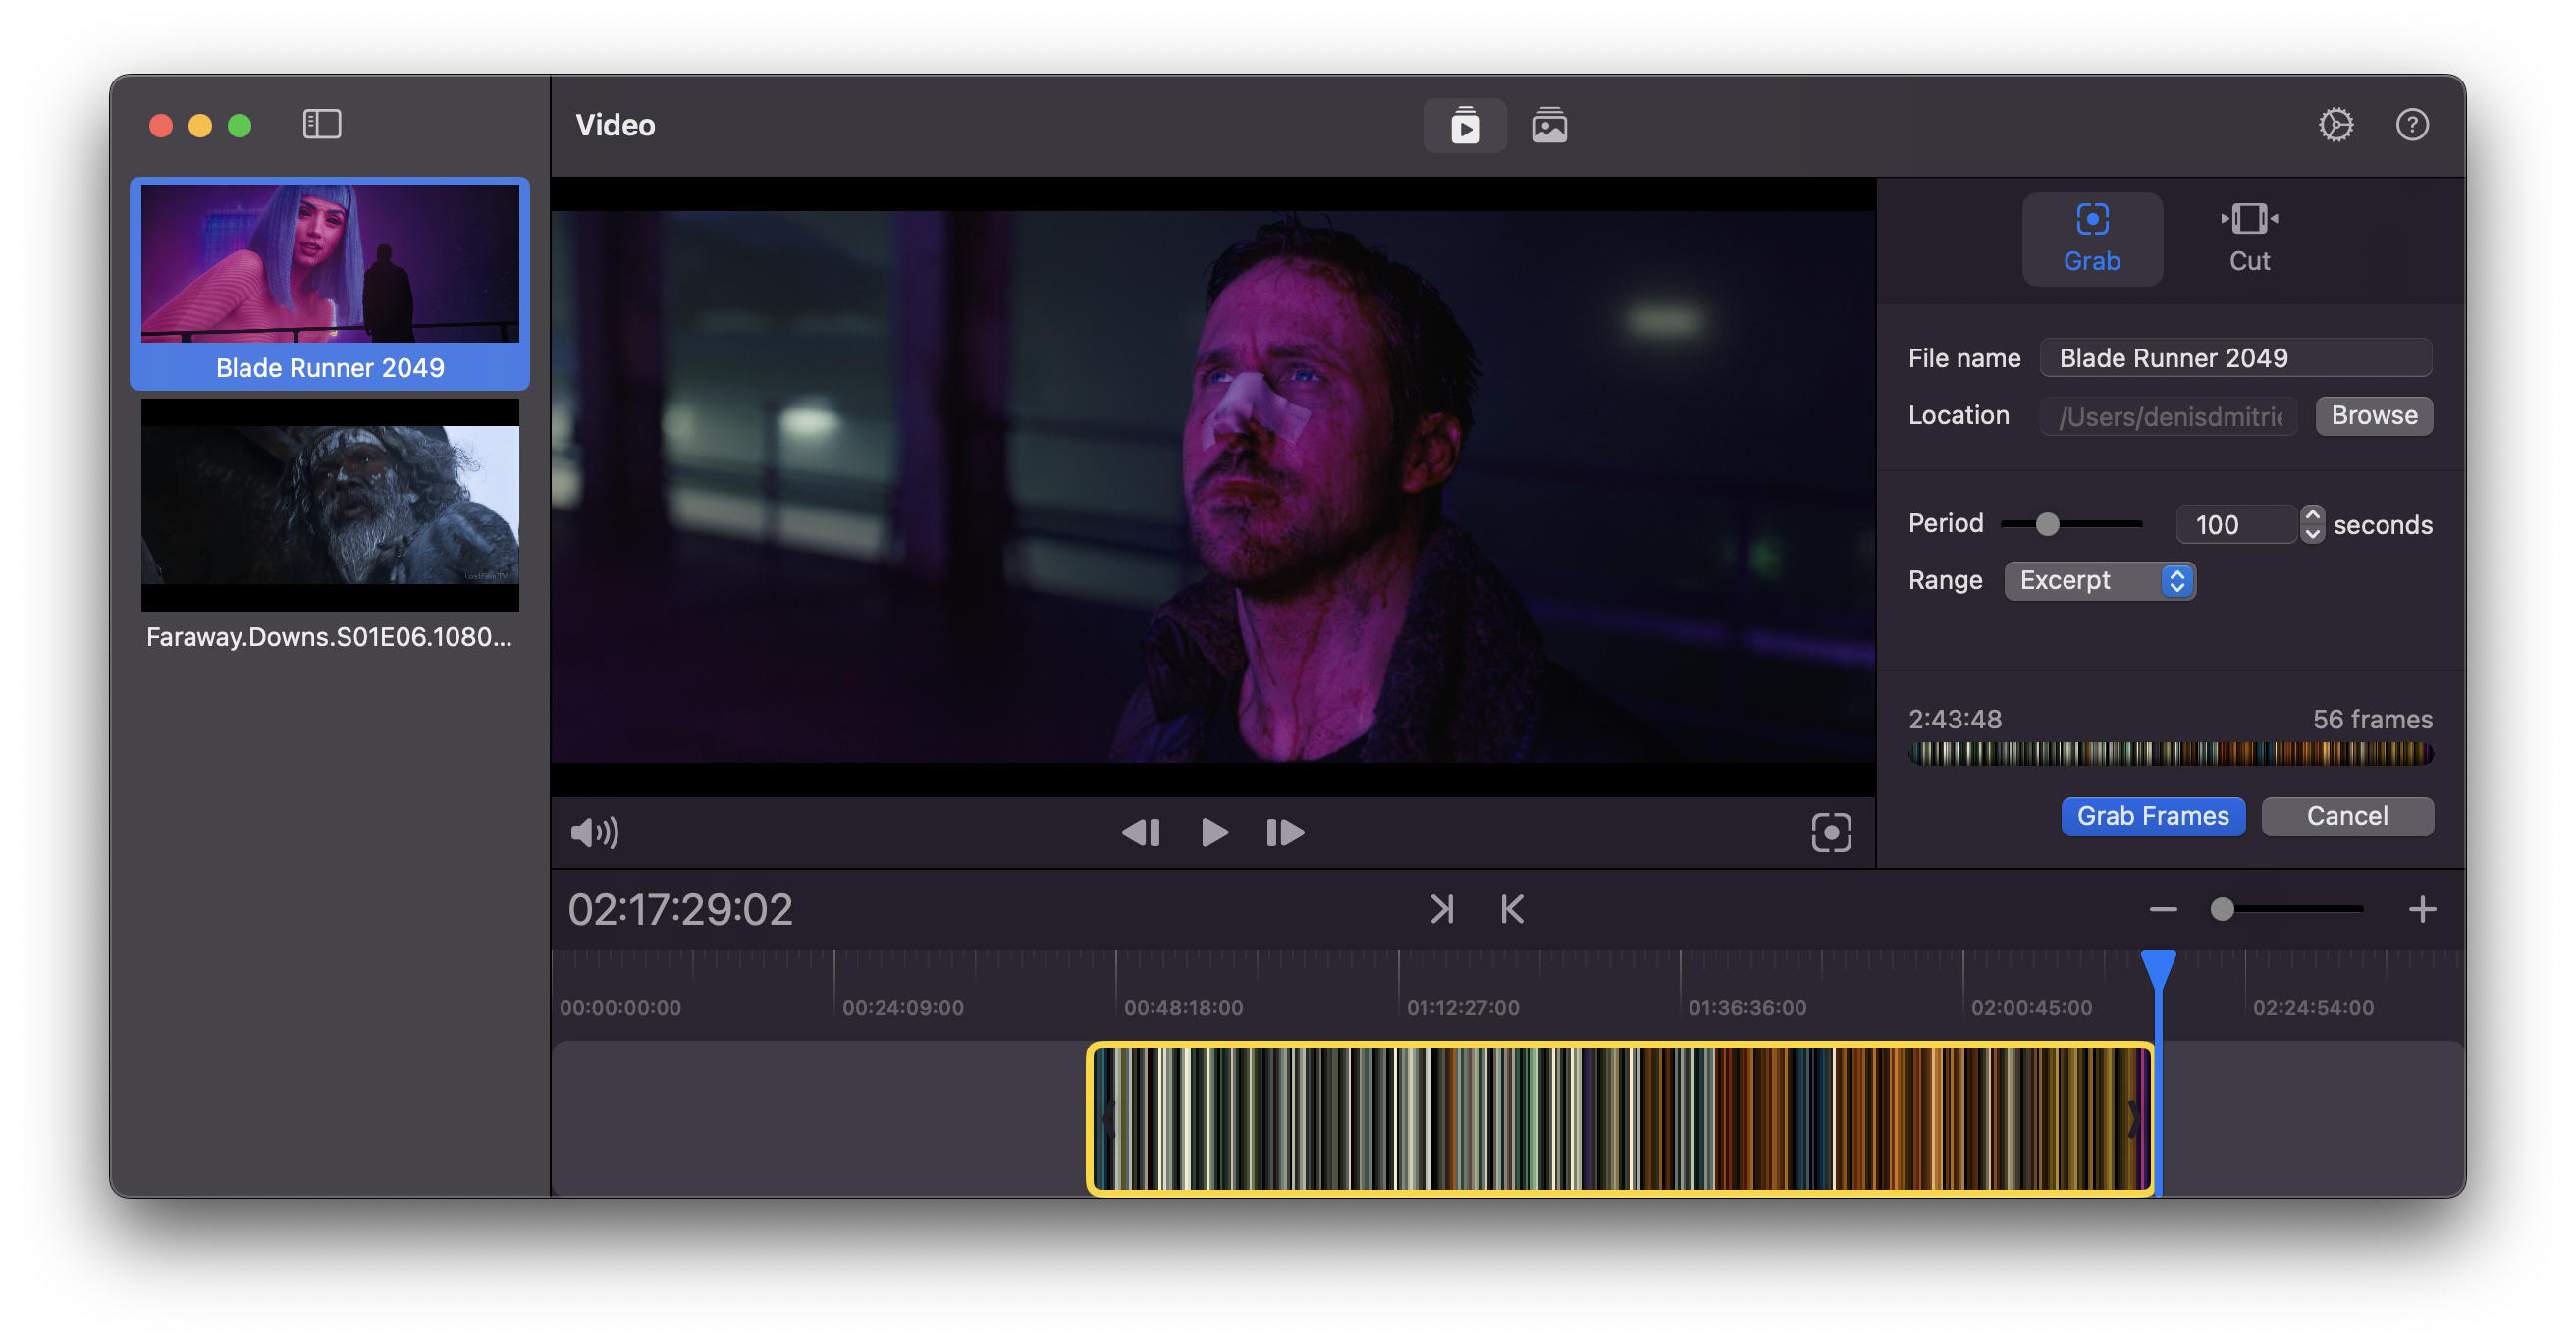 Video
Blade Runner 2049
LostFilm.TV
Faraway.Downs.S01E06.1080...
Grab
Cut
File name
Blade Runner 2049
Location
/Users/denisdmitrie
Browse
Period
100
seconds
Range
Excerpt
2:43:48
56 frames
Grab Frames
Cancel
02:17:29:02
00:00:00:00
00:24:09:00
00:48:18:00
01:12:27:00
01:36:36:00
02:00:45:00
02:24:54:00